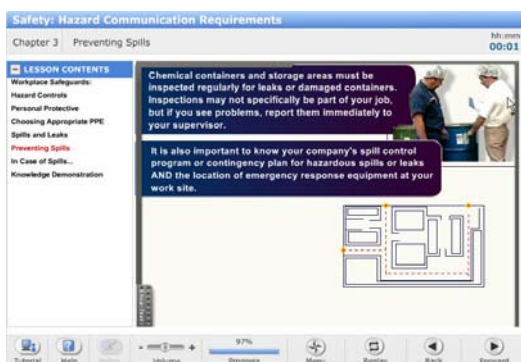 Safety: Hazard Communication Requirements
Chapter 3 Preventing Spills
hh:mm
00:01
LESSON CONTENTS
Workplace Safeguards:
Hazard Controls
Personal Protective
Choosing Appropriate PPE
Spills and Leaks
Preventing Spills
In Case of Spills...
Knowledge Demonstration
Chemical containers and storage areas must be
inspected regularly for leaks or damaged containers.
Inspections may not specifically be part of your job,
but if you see problems, report them immediately to
your supervisor.
It is also important to know your company's spill control
program or contingency plan for hazardous spills or leaks
AND the location of emergency response equipment at your
work site.
- +
97%
Tutorial Help Volume Progress Menu Replay Back Forward